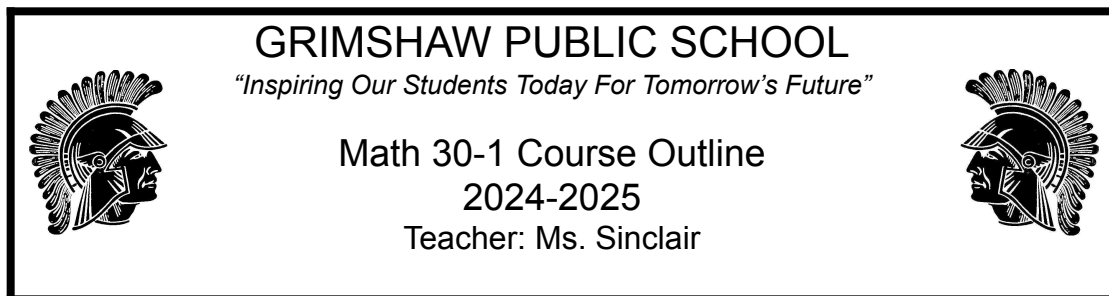 GRIMSHAW PUBLIC SCHOOL
“Inspiring Our Students Today For Tomorrow’s Future”
Math 30-1 Course Outline
2024-2025
Teacher: Ms. Sinclair